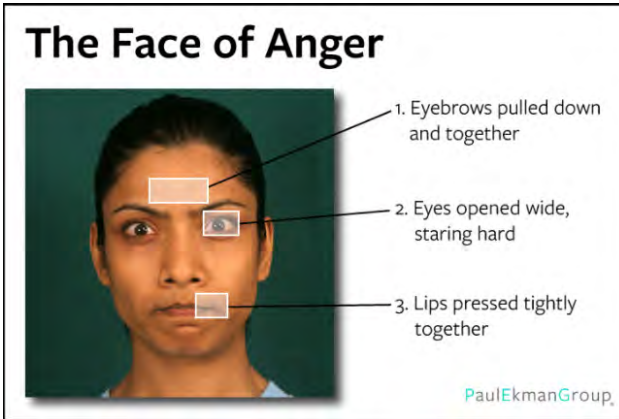 The Face of Anger
1. Eyebrows pulled down
and together
2. Eyes opened wide,
staring hard
3. Lips pressed tightly
together
PaulEkmanGroup®